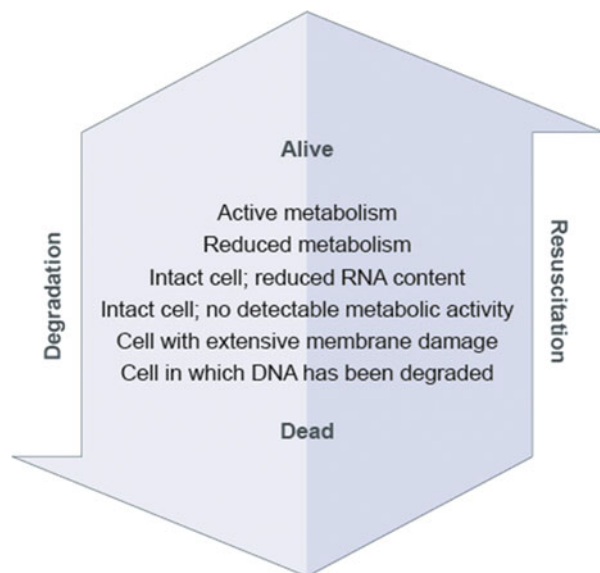 Alive
Degradation
Active metabolism
Reduced metabolism
Intact cell; reduced RNA content
Intact cell; no detectable metabolic activity
Cell with extensive membrane damage
Cell in which DNA has been degraded
Resuscitation
Dead